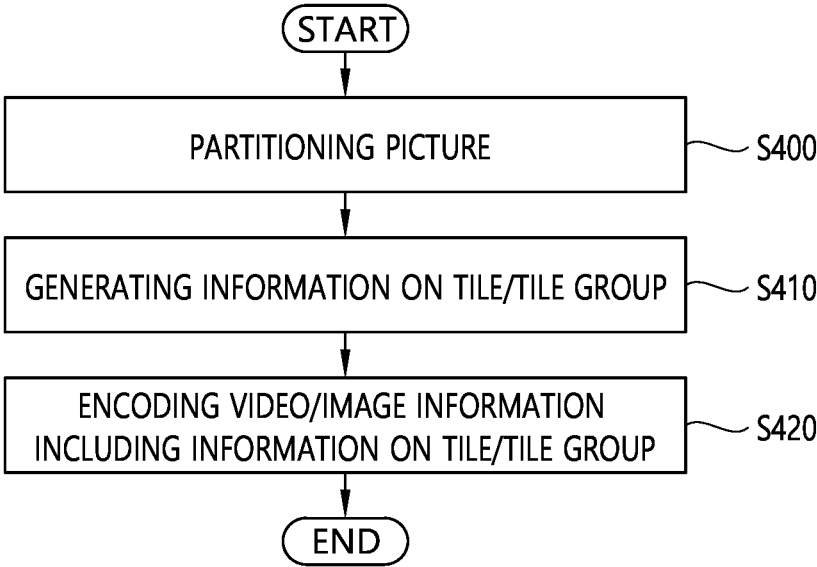 START
PARTITIONING PICTURE
S400
GENERATING INFORMATION ON TILE/TILE GROUP
S410
ENCODING VIDEO/IMAGE INFORMATION
INCLUDING INFORMATION ON TILE/TILE GROUP
S420
END